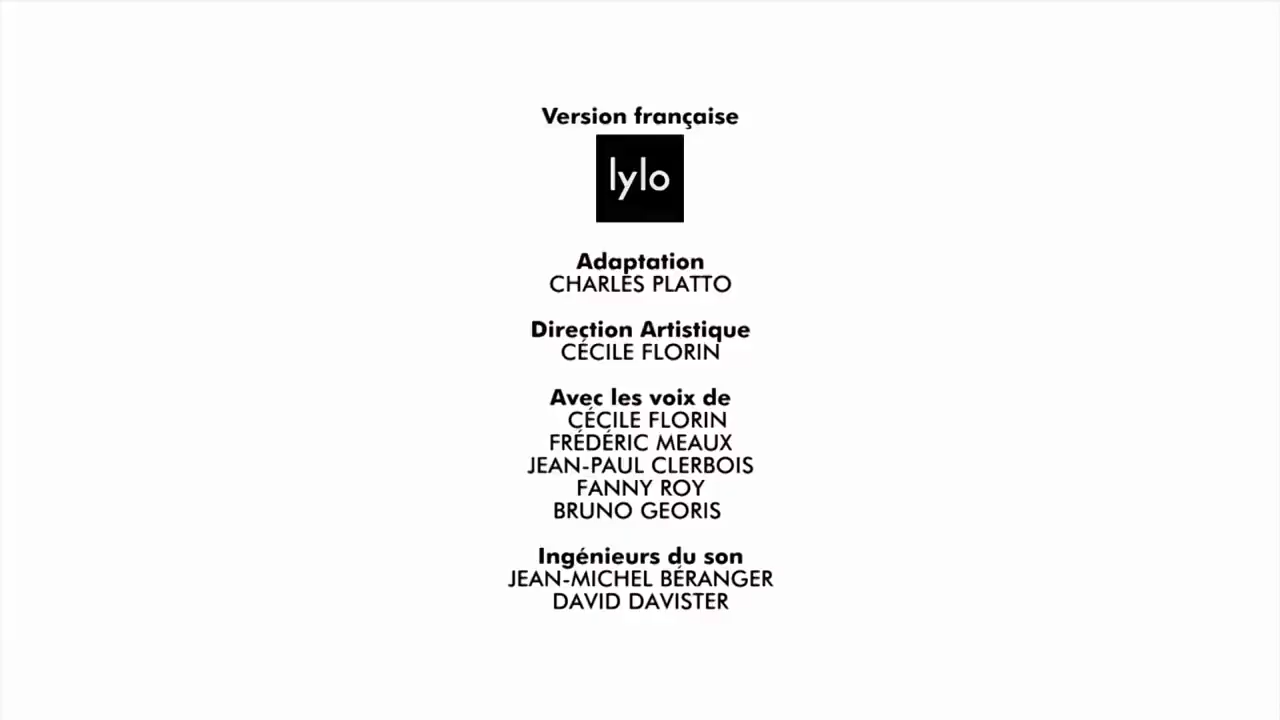 Version française
lylo
Adaptation
CHARLES PLATTO
Direction Artistique
CÉCILE FLORIN
Avec les voix de
CÉCILE FLORIN
FRÉDÉRIC MEAUX
JEAN-PAUL CLERBOIS
FANNY ROY
BRUNO GEORIS
Ingénieurs du son
JEAN-MICHEL BÉRANGER
DAVID DAVISTER